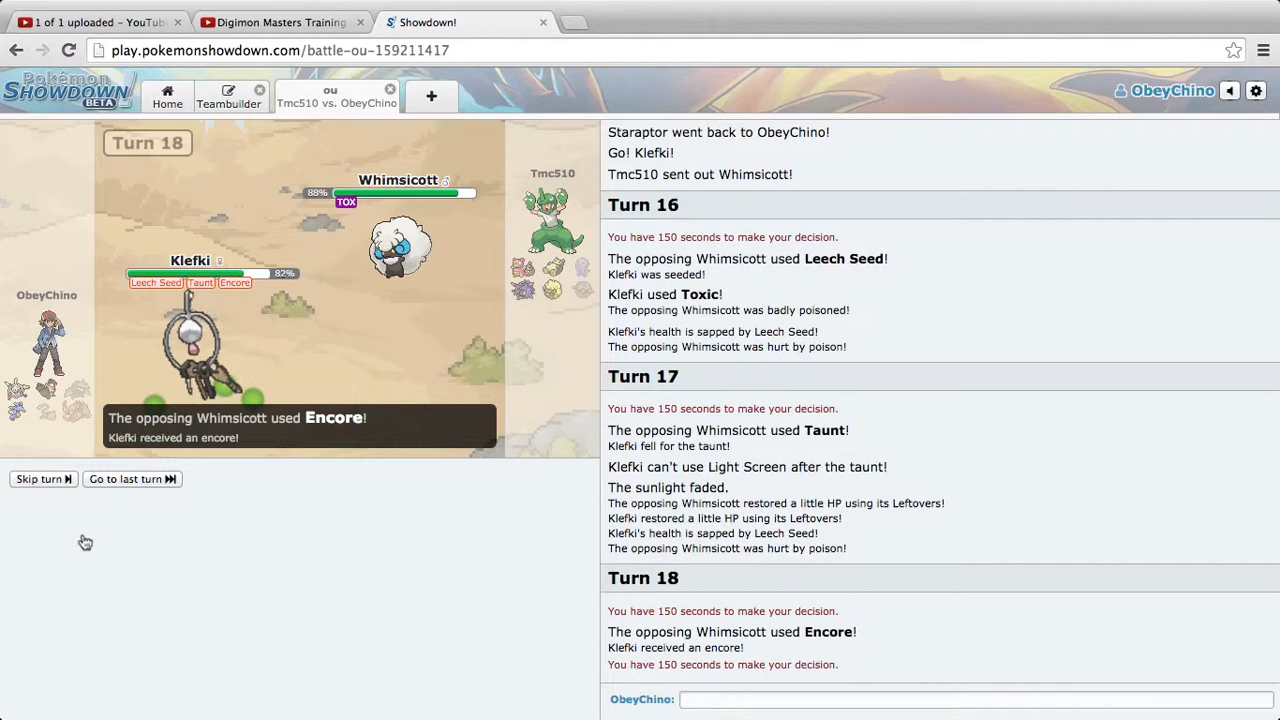 1 of 1 uploaded - YouTube
Digimon Masters Training
Showdown!
play.pokemonshowdown.com/battle-ou-159211417
Pokémon
SHOWDOWN
BETA
Home
Teambuilder
ou
Tmc510 vs. ObeyChino
+
ObeyChino
Turn 18
Whimsicott ♂
88%
TOX
Tmc510
Klefki ♀
82%
Leech Seed Taunt Encore
ObeyChino
The opposing Whimsicott used Encore!
Klefki received an encore!
Skip turn
Go to last turn
Staraptor went back to ObeyChino!
Go! Klefki!
Tmc510 sent out Whimsicott!
Turn 16
You have 150 seconds to make your decision.
The opposing Whimsicott used Leech Seed!
Klefki was seeded!
Klefki used Toxic!
The opposing Whimsicott was badly poisoned!
Klefki's health is sapped by Leech Seed!
The opposing Whimsicott was hurt by poison!
Turn 17
You have 150 seconds to make your decision.
The opposing Whimsicott used Taunt!
Klefki fell for the taunt!
Klefki can't use Light Screen after the taunt!
The sunlight faded.
The opposing Whimsicott restored a little HP using its Leftovers!
Klefki restored a little HP using its Leftovers!
Klefki's health is sapped by Leech Seed!
The opposing Whimsicott was hurt by poison!
Turn 18
You have 150 seconds to make your decision.
The opposing Whimsicott used Encore!
Klefki received an encore!
You have 150 seconds to make your decision.
ObeyChino: